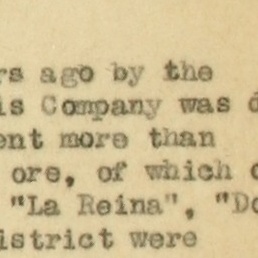 rs ago by the
is Company was d
ent more than
ore, of which c
"La Reina", "Do
istrict were